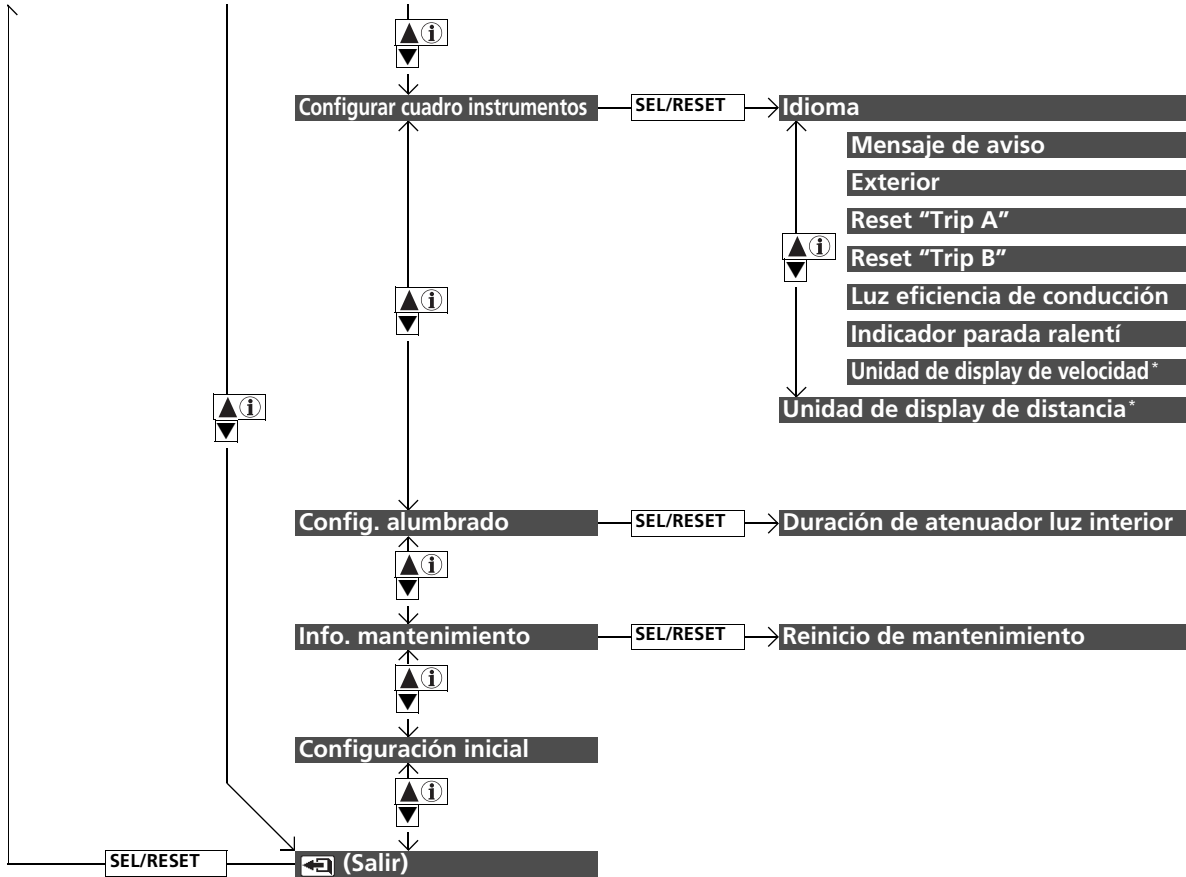 ▲ i
▼
Configurar cuadro instrumentos
SEL/RESET
Idioma
Mensaje de aviso
Exterior
Reset “Trip A”
Reset “Trip B”
▲ i
▼
Luz eficiencia de conducción
▲ i
▼
Indicador parada ralentí
Unidad de display de velocidad*
Unidad de display de distancia*
▲ i
▼
Config. alumbrado
SEL/RESET
Duración de atenuador luz interior
▲ i
▼
Info. mantenimiento
SEL/RESET
Reinicio de mantenimiento
▲ i
▼
Configuración inicial
▲ i
▼
SEL/RESET
(Salir)